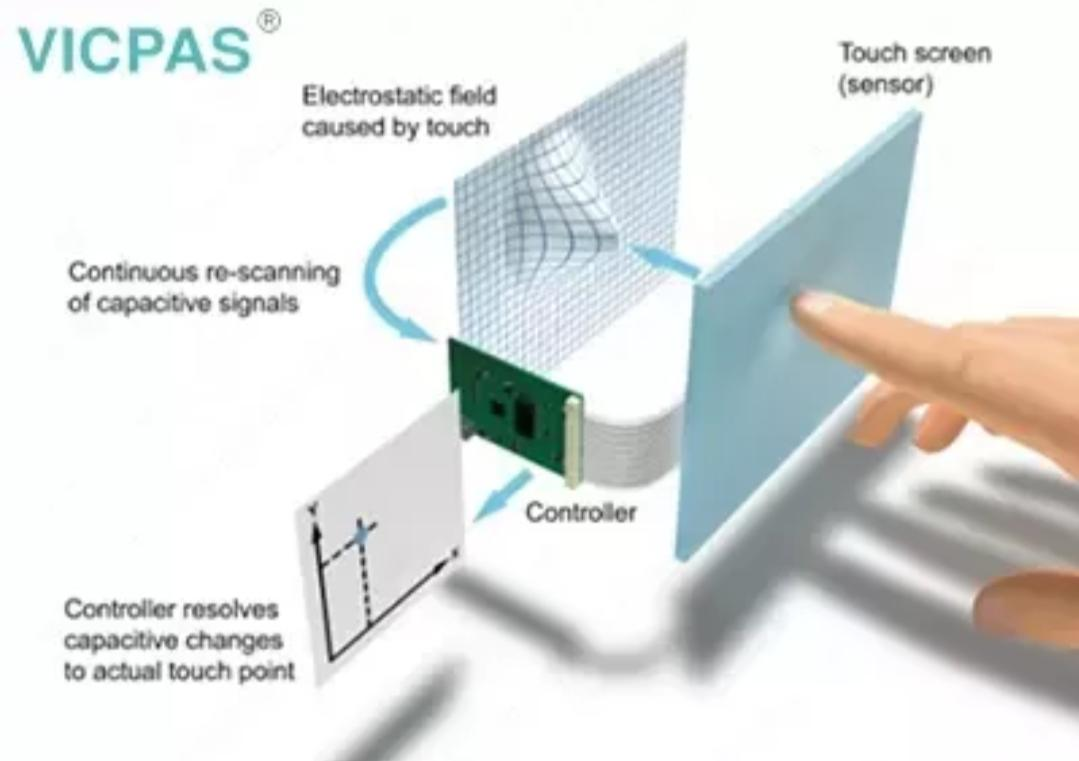 VICPAS®
Touch screen
(sensor)
Electrostatic field
caused by touch
Continuous re-scanning
of capacitive signals
Controller
Y
X
Controller resolves
capacitive changes
to actual touch point